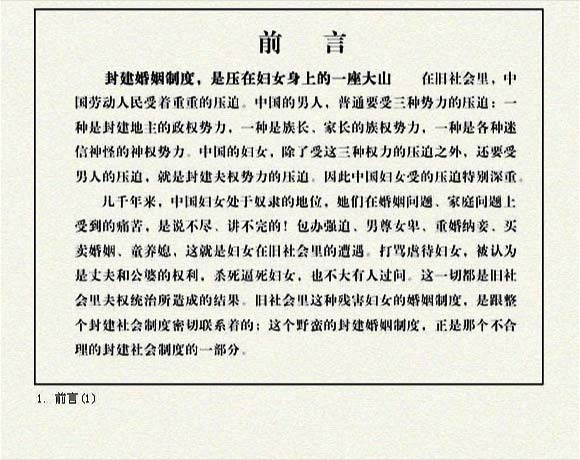 前 言
封建婚姻制度，是压在妇女身上的一座大山 在旧社会里，中
国劳动人民受着重重的压迫。中国的男人，普通要受三种势力的压迫：一
种是封建地主的政权势力，一种是族长、家长的族权势力，一种是各种迷
信神怪的神权势力。中国的妇女，除了受这三种权力的压迫之外，还要受
男人的压迫，就是封建夫权势力的压迫。因此中国妇女受的压迫特别深重。
几千年来，中国妇女处于奴隶的地位，她们在婚姻问题、家庭问题上
受到的痛苦，是说不尽、讲不完的！包办强迫、男尊女卑、重婚纳妾、买
卖婚姻、童养媳，这就是妇女在旧社会里的遭遇。打骂虐待妇女，被认为
是丈夫和公婆的权利，杀死逼死妇女，也不大有人过问。这一切都是旧社
会里夫权统治所造成的结果。旧社会里这种残害妇女的婚姻制度，是跟整
个封建社会制度密切联系着的；这个野蛮的封建婚姻制度，正是那个不合
理的封建社会制度的一部分。
1. 前言(1)